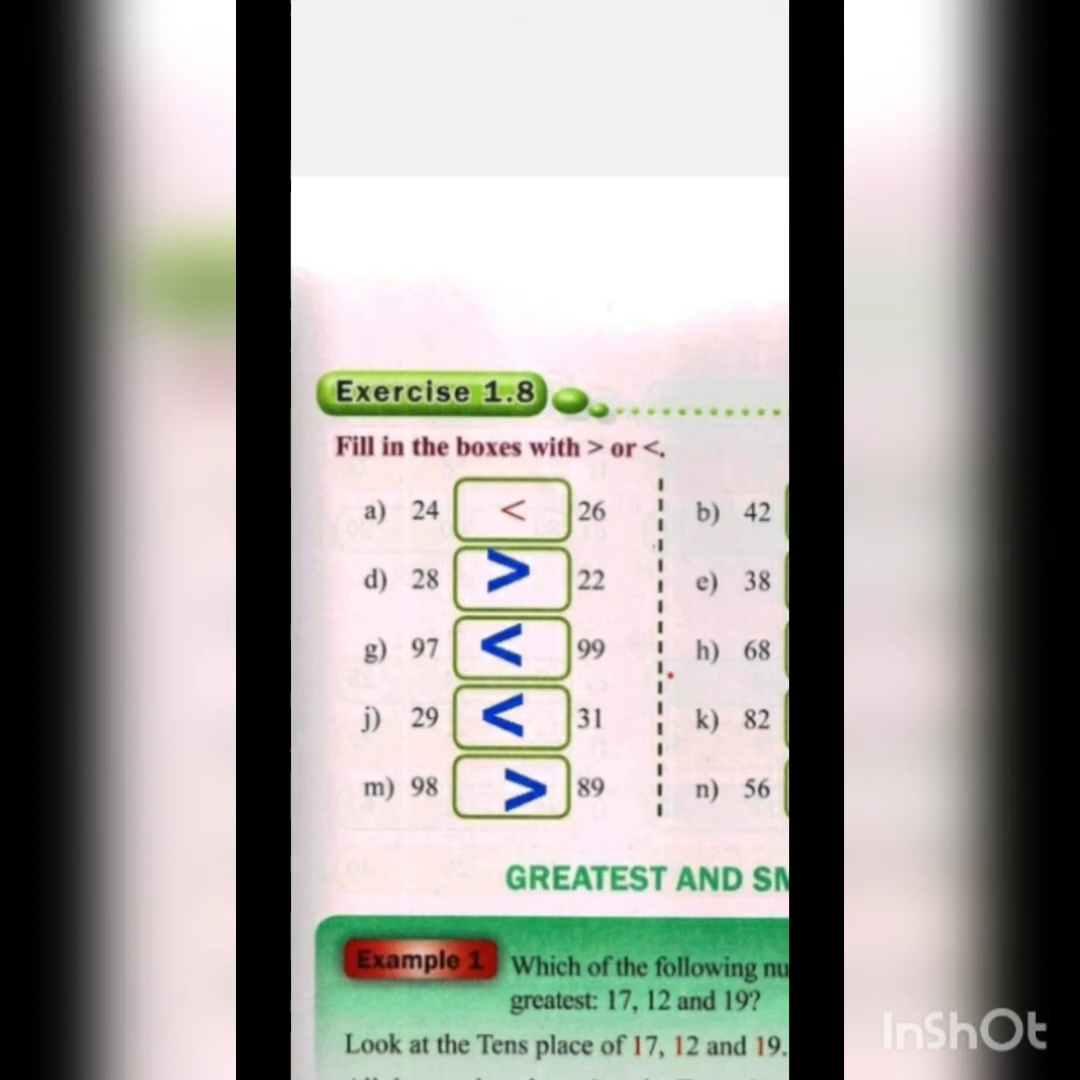 Exercise 1.8
Fill in the boxes with > or <.
a) 24 < 26 b) 42
d) 28 > 22 e) 38
g) 97 < 99 h) 68
j) 29 < 31 k) 82
m) 98 > 89 n) 56
GREATEST AND
Example 1 Which of the following
greatest: 17, 12 and 19?
Look at the Tens place of 17, 12 and 19.
InShOt